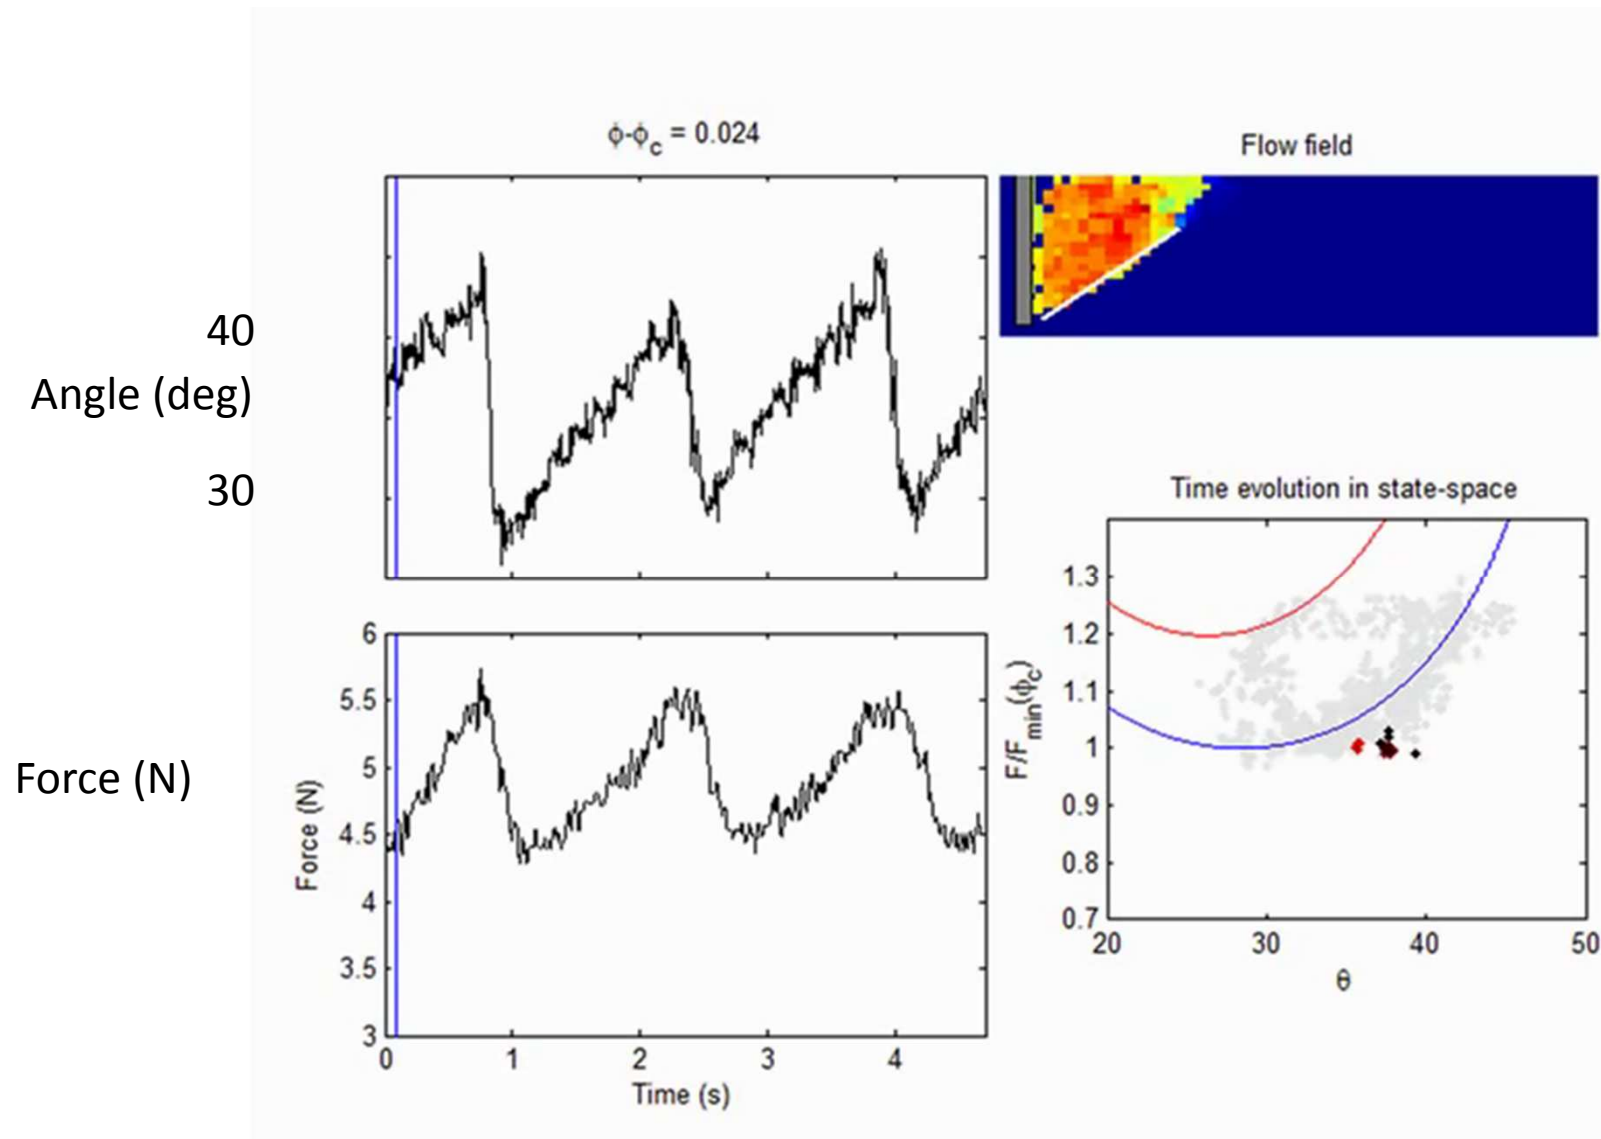 ϕ-ϕc = 0.024
Flow field
40
Angle (deg)
30
Time evolution in state-space
1.3
1.2
1.1
1
0.9
0.8
0.7
F/Fmin(ϕc)
20 30 40 50
θ
Force (N)
6
5.5
5
4.5
4
3.5
3
Force (N)
0 1 2 3 4
Time (s)